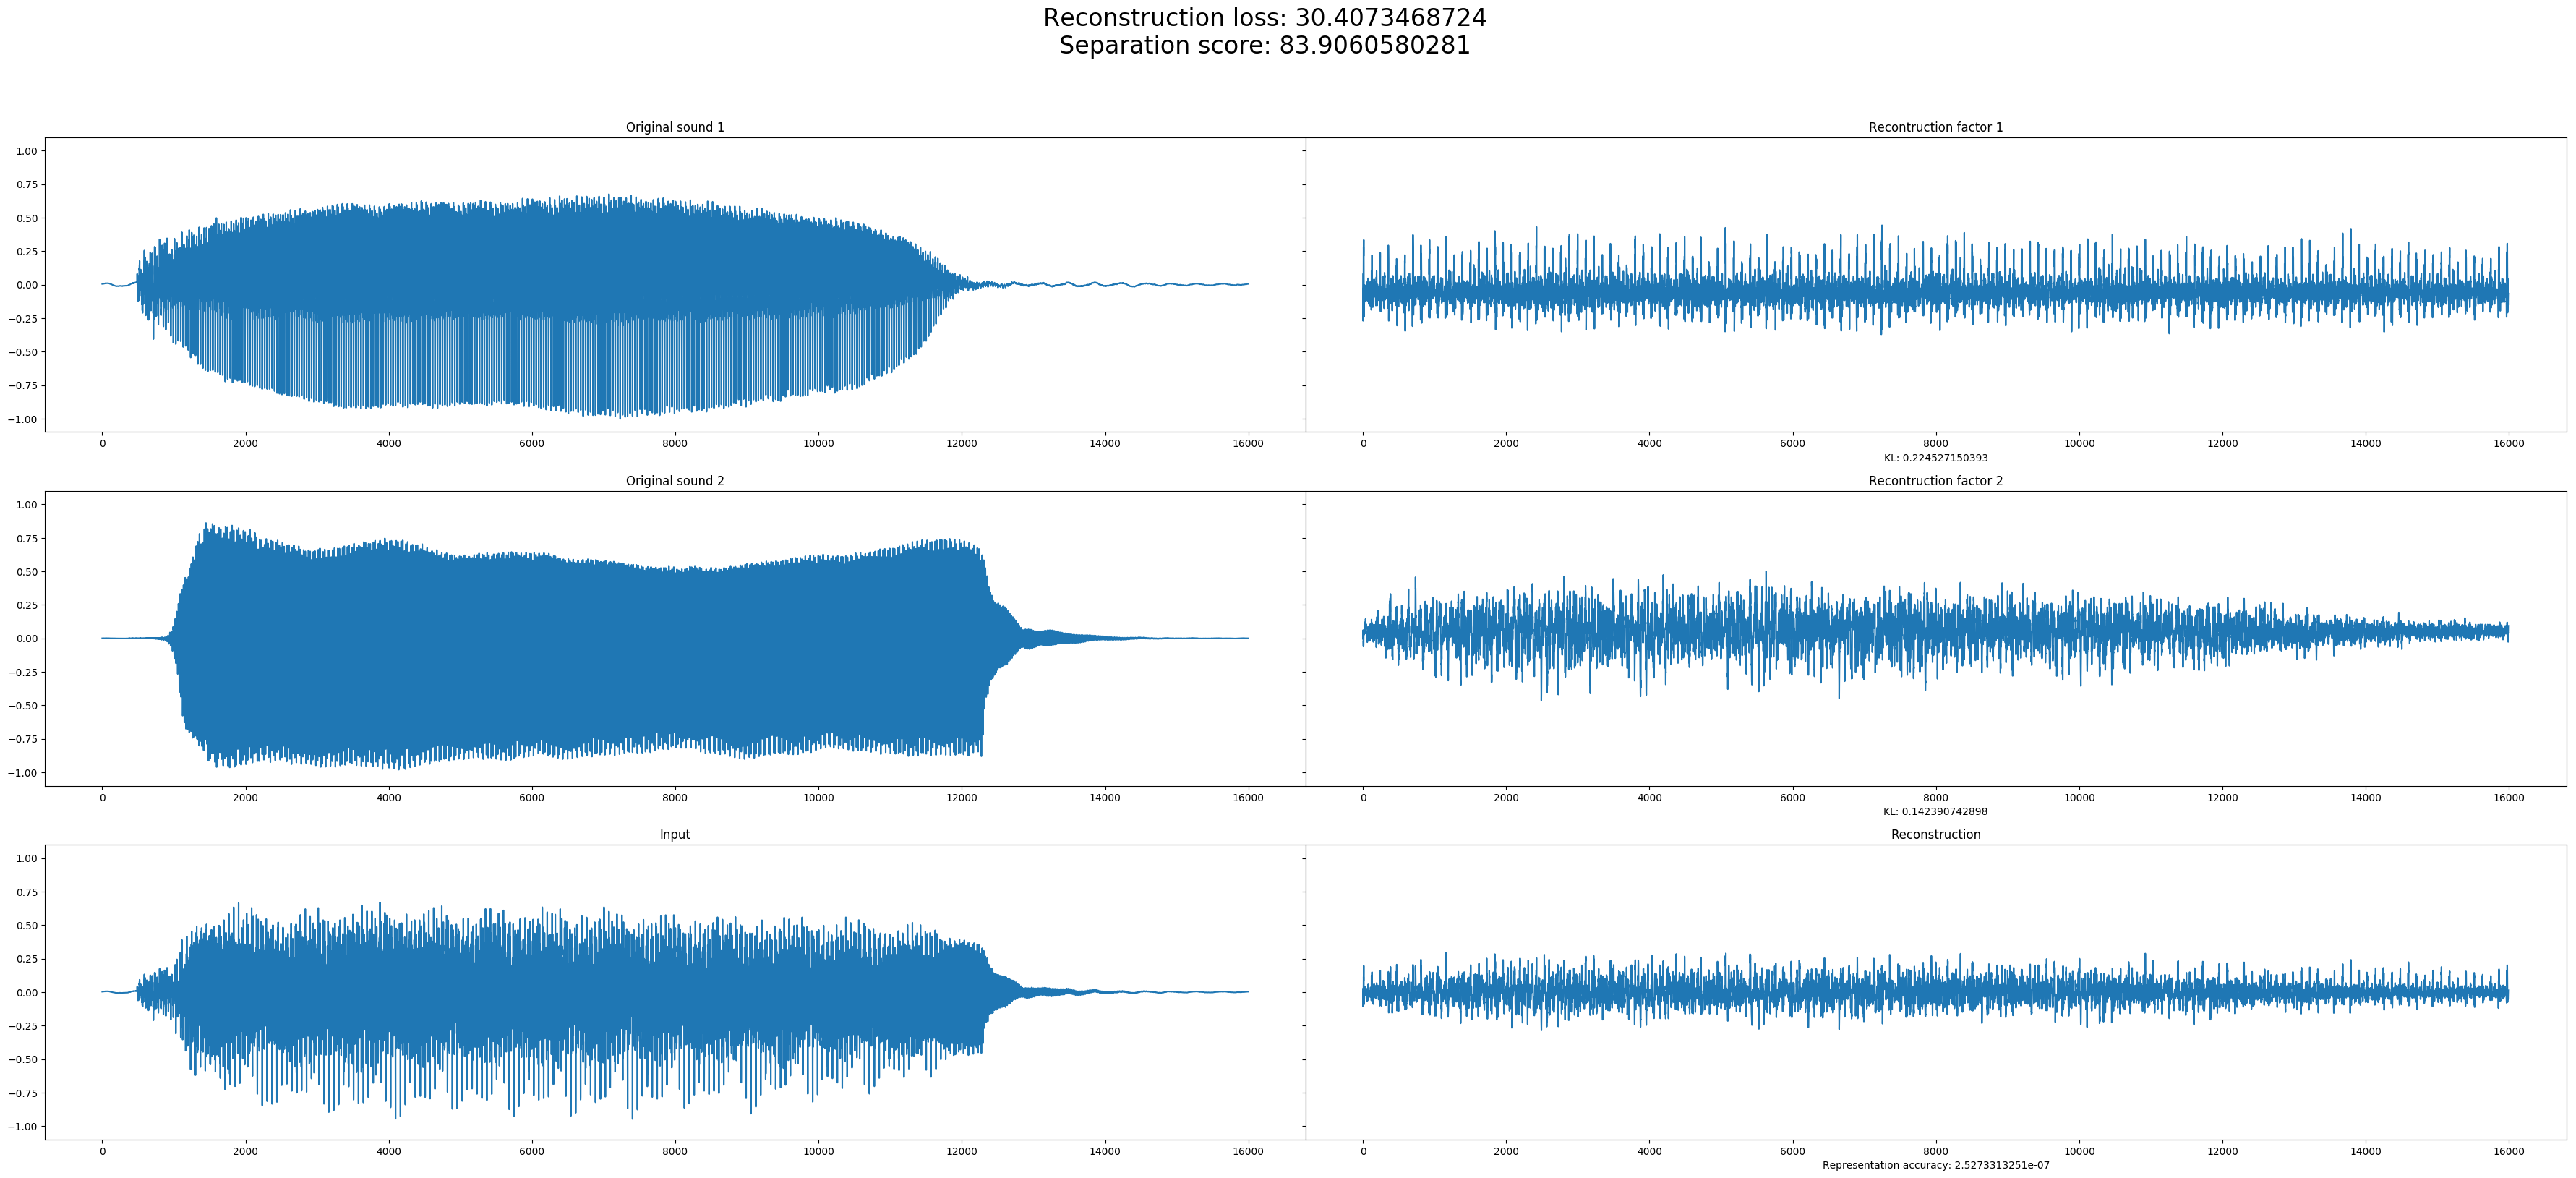 Reconstruction loss: 30.4073468724
Separation score: 83.9060580281
Original sound 1
Recontruction factor 1
1.00
0.75
0.50
0.25
0.00
−0.25
−0.50
−0.75
−1.00
0 2000 4000 6000 8000 10000 12000 14000 16000
0 2000 4000 6000 8000 10000 12000 14000 16000
KL: 0.224527150393
Original sound 2
Recontruction factor 2
1.00
0.75
0.50
0.25
0.00
−0.25
−0.50
−0.75
−1.00
0 2000 4000 6000 8000 10000 12000 14000 16000
0 2000 4000 6000 8000 10000 12000 14000 16000
KL: 0.142390742898
Input
Reconstruction
1.00
0.75
0.50
0.25
0.00
−0.25
−0.50
−0.75
−1.00
0 2000 4000 6000 8000 10000 12000 14000 16000
0 2000 4000 6000 8000 10000 12000 14000 16000
Representation accuracy: 2.5273313251e-07